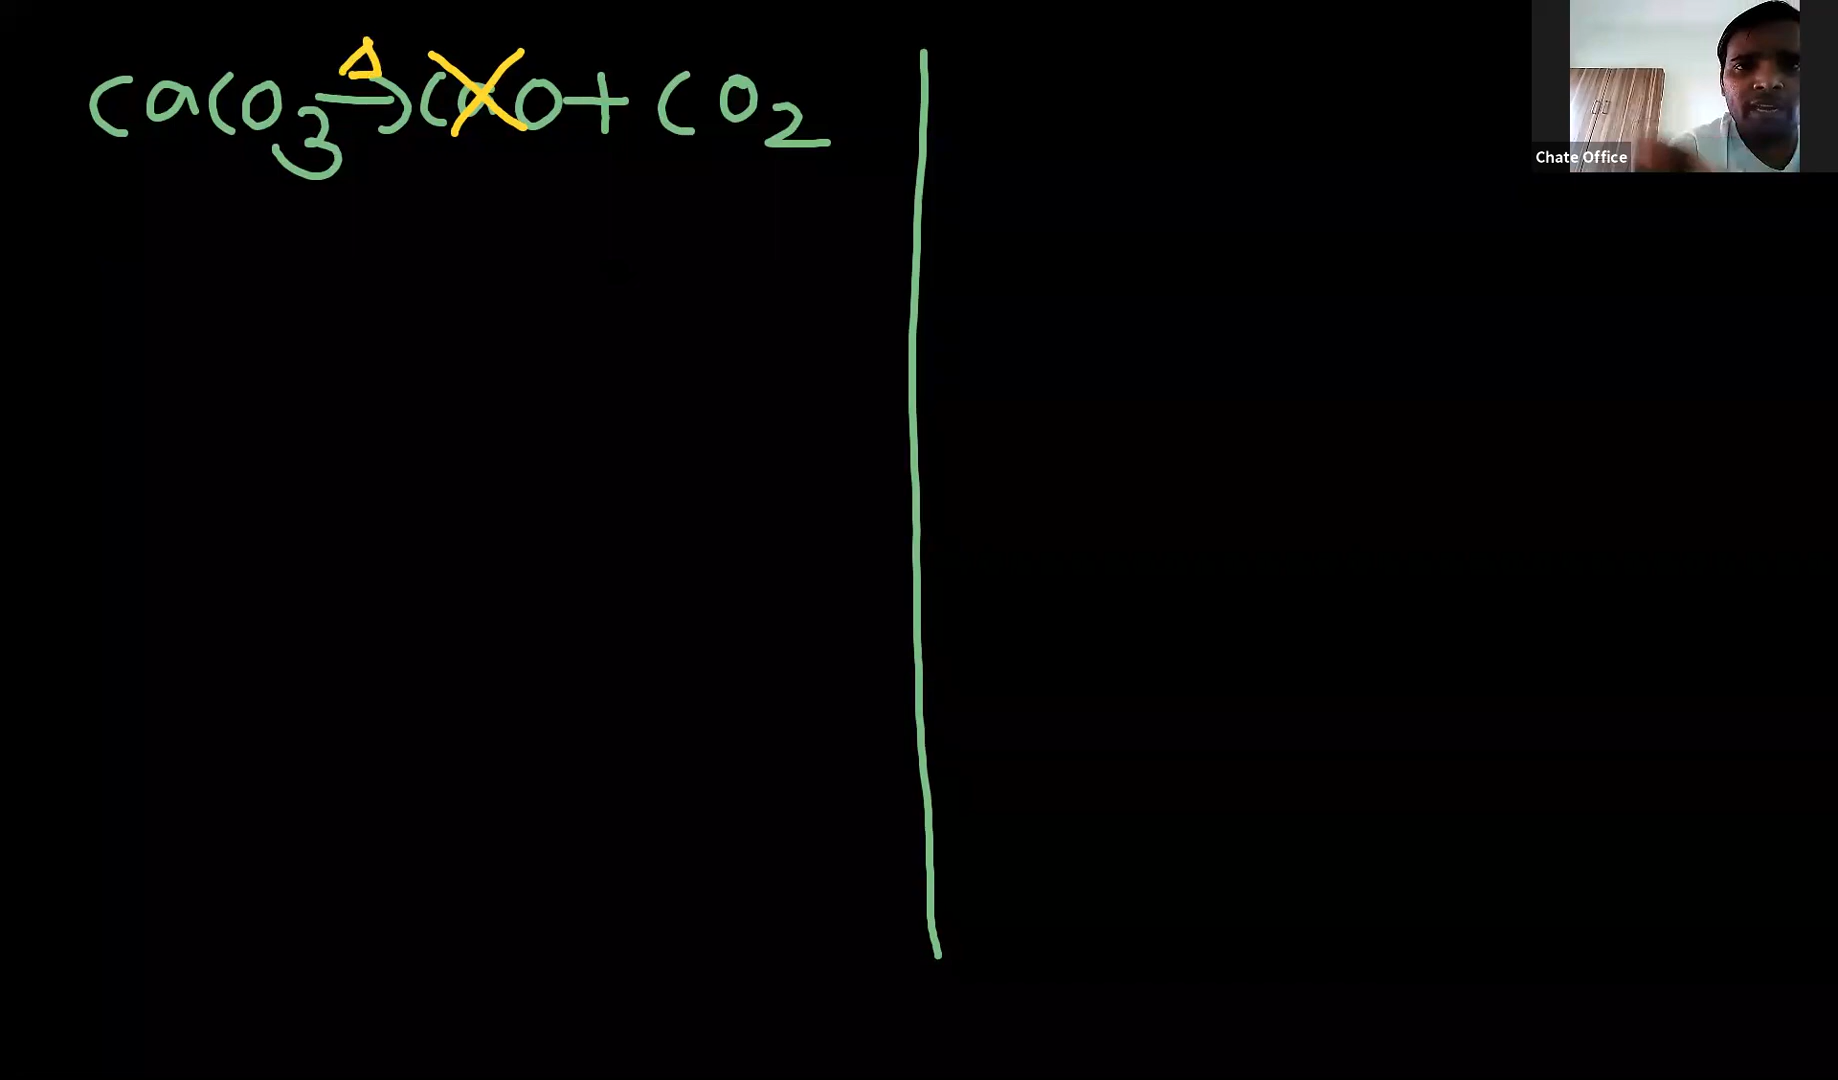 CaCO₃ →Δ CaO + CO₂
Chate Office